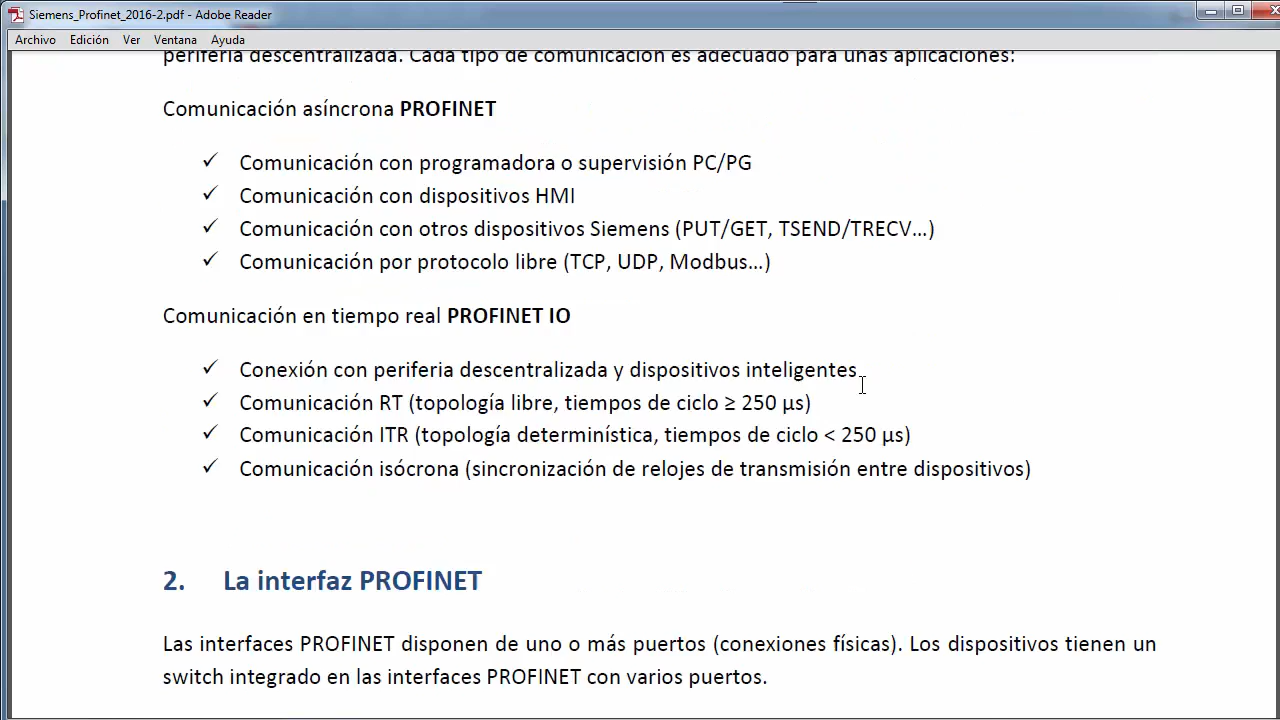 Siemens_Profinet_2016-2.pdf - Adobe Reader
Archivo Edición Ver Ventana Ayuda
periferia descentralizada. Cada tipo de comunicación es adecuado para unas aplicaciones:
Comunicación asíncrona PROFINET
✓ Comunicación con programadora o supervisión PC/PG
✓ Comunicación con dispositivos HMI
✓ Comunicación con otros dispositivos Siemens (PUT/GET, TSEND/TRECV...)
✓ Comunicación por protocolo libre (TCP, UDP, Modbus...)
Comunicación en tiempo real PROFINET IO
✓ Conexión con periferia descentralizada y dispositivos inteligentes
✓ Comunicación RT (topología libre, tiempos de ciclo ≥ 250 µs)
✓ Comunicación ITR (topología determinística, tiempos de ciclo < 250 µs)
✓ Comunicación isócrona (sincronización de relojes de transmisión entre dispositivos)
2. La interfaz PROFINET
Las interfaces PROFINET disponen de uno o más puertos (conexiones físicas). Los dispositivos tienen un
switch integrado en las interfaces PROFINET con varios puertos.